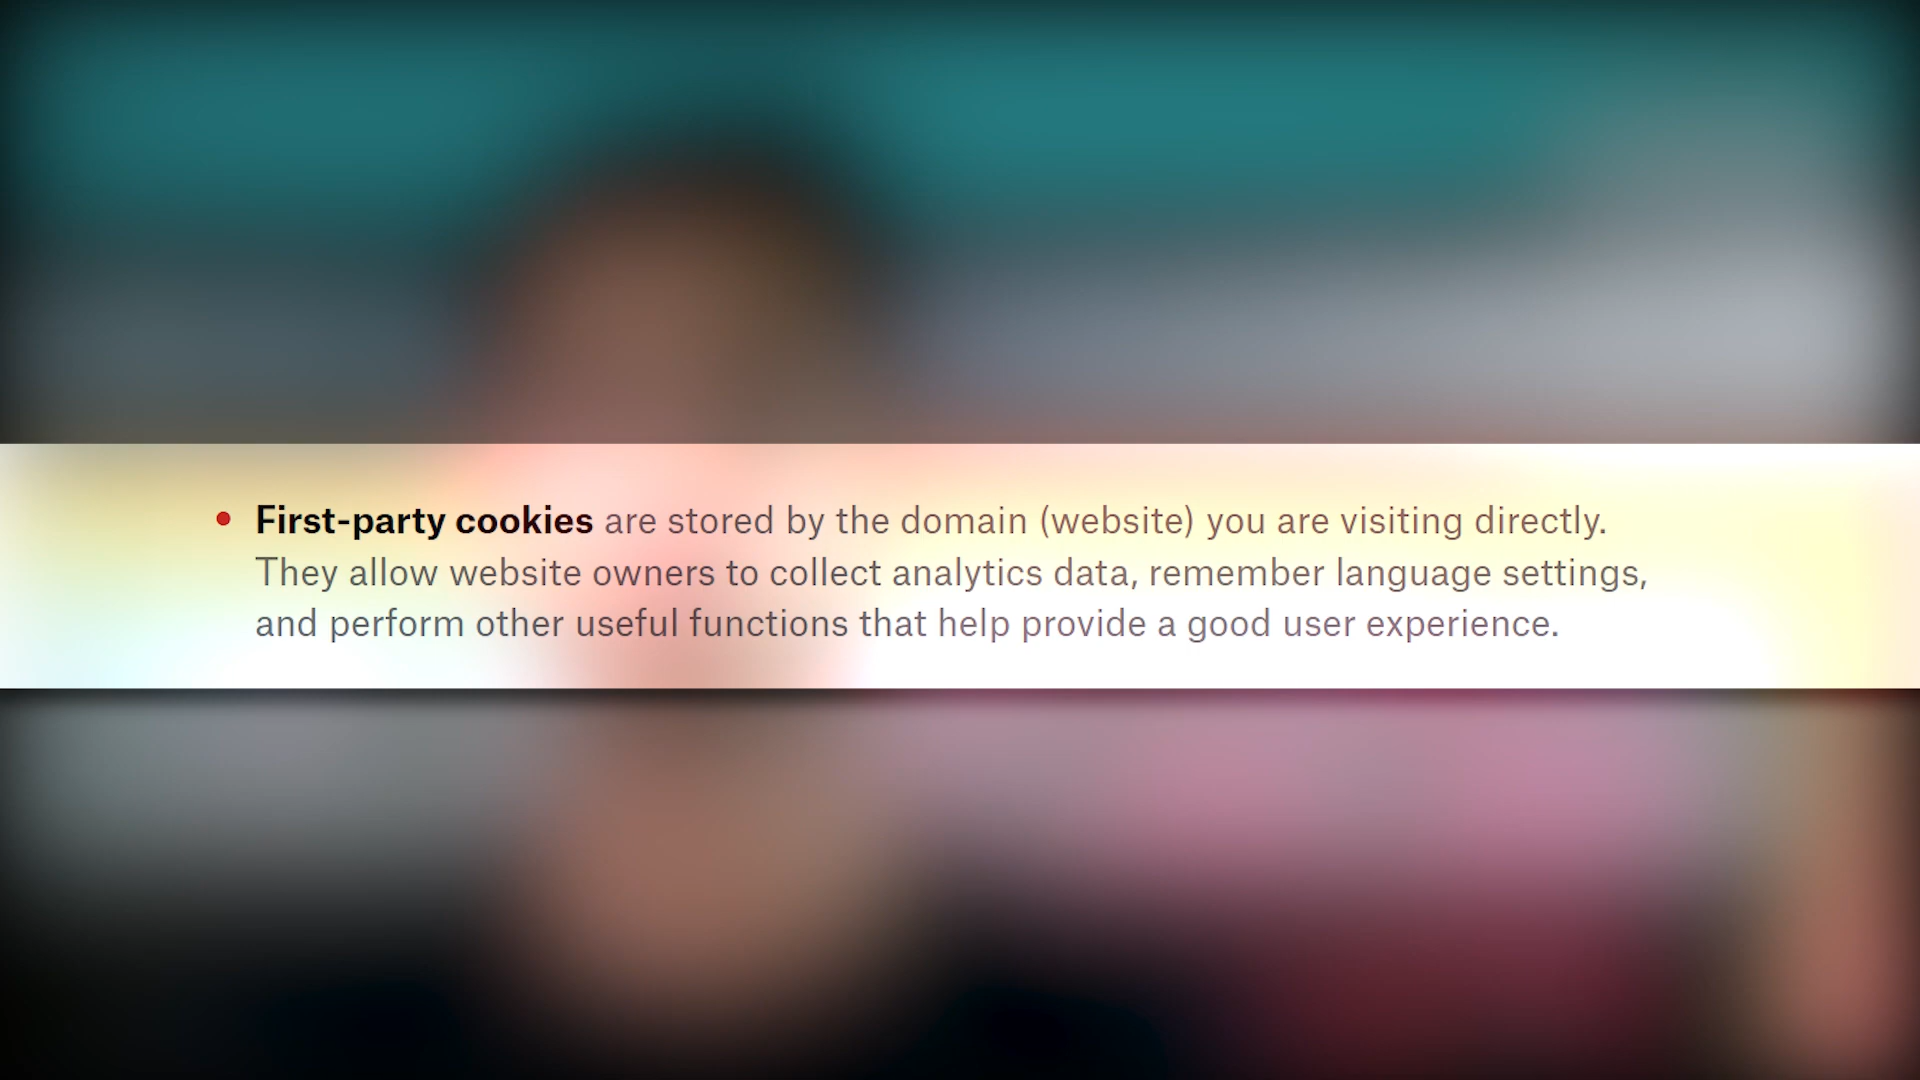 • First-party cookies are stored by the domain (website) you are visiting directly.
They allow website owners to collect analytics data, remember language settings,
and perform other useful functions that help provide a good user experience.